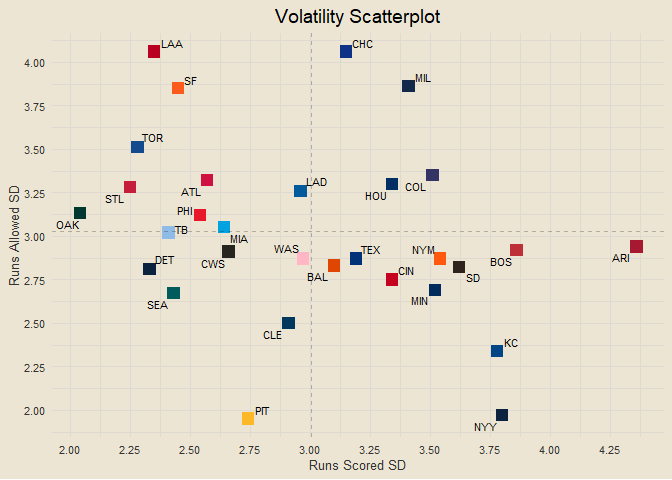 Volatility Scatterplot
LAA
CHC
4.00
SF
MIL
3.75
TOR
3.50
STL
ATL
LAD
HOU
COL
3.25
OAK
PHI
TB
MIA
3.00
DET
CWS
WAS
TEX
NYM
BOS
ARI
BAL
CIN
SD
2.75
SEA
MIN
2.50
CLE
KC
2.25
2.00
PIT
NYY
Runs Allowed SD
2.00 2.25 2.50 2.75 3.00 3.25 3.50 3.75 4.00 4.25
Runs Scored SD